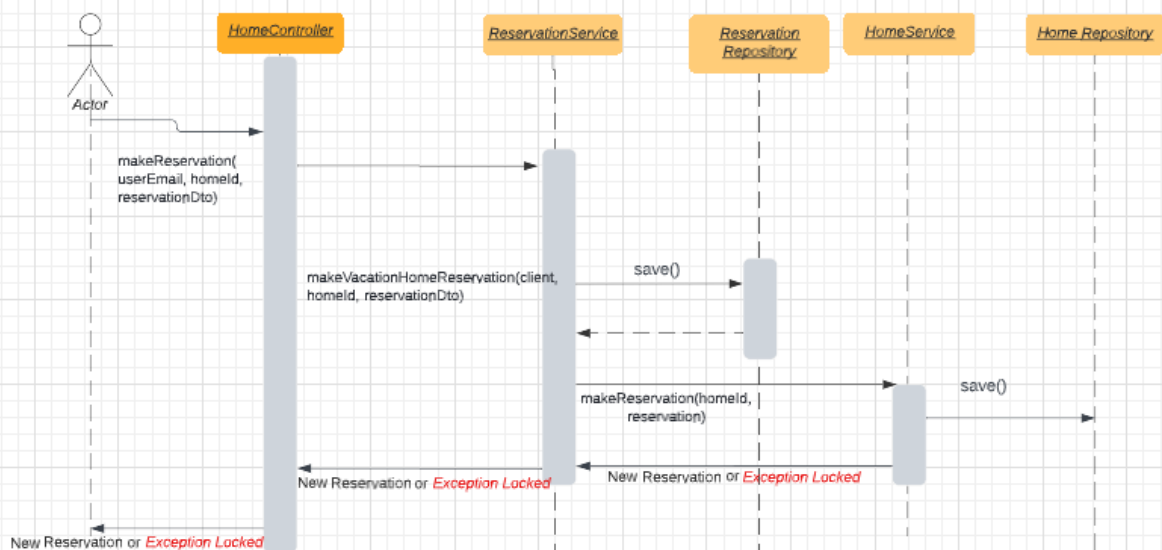 HomeController
ReservationService
Reservation
Repository
HomeService
Home Repository
Actor
makeReservation(
userEmail, homeId,
reservationDto)
makeVacationHomeReservation(client,
homeId, reservationDto)
save()
makeReservation(homeId,
reservation)
save()
New Reservation or Exception Locked
New Reservation or Exception Locked
New Reservation or Exception Locked